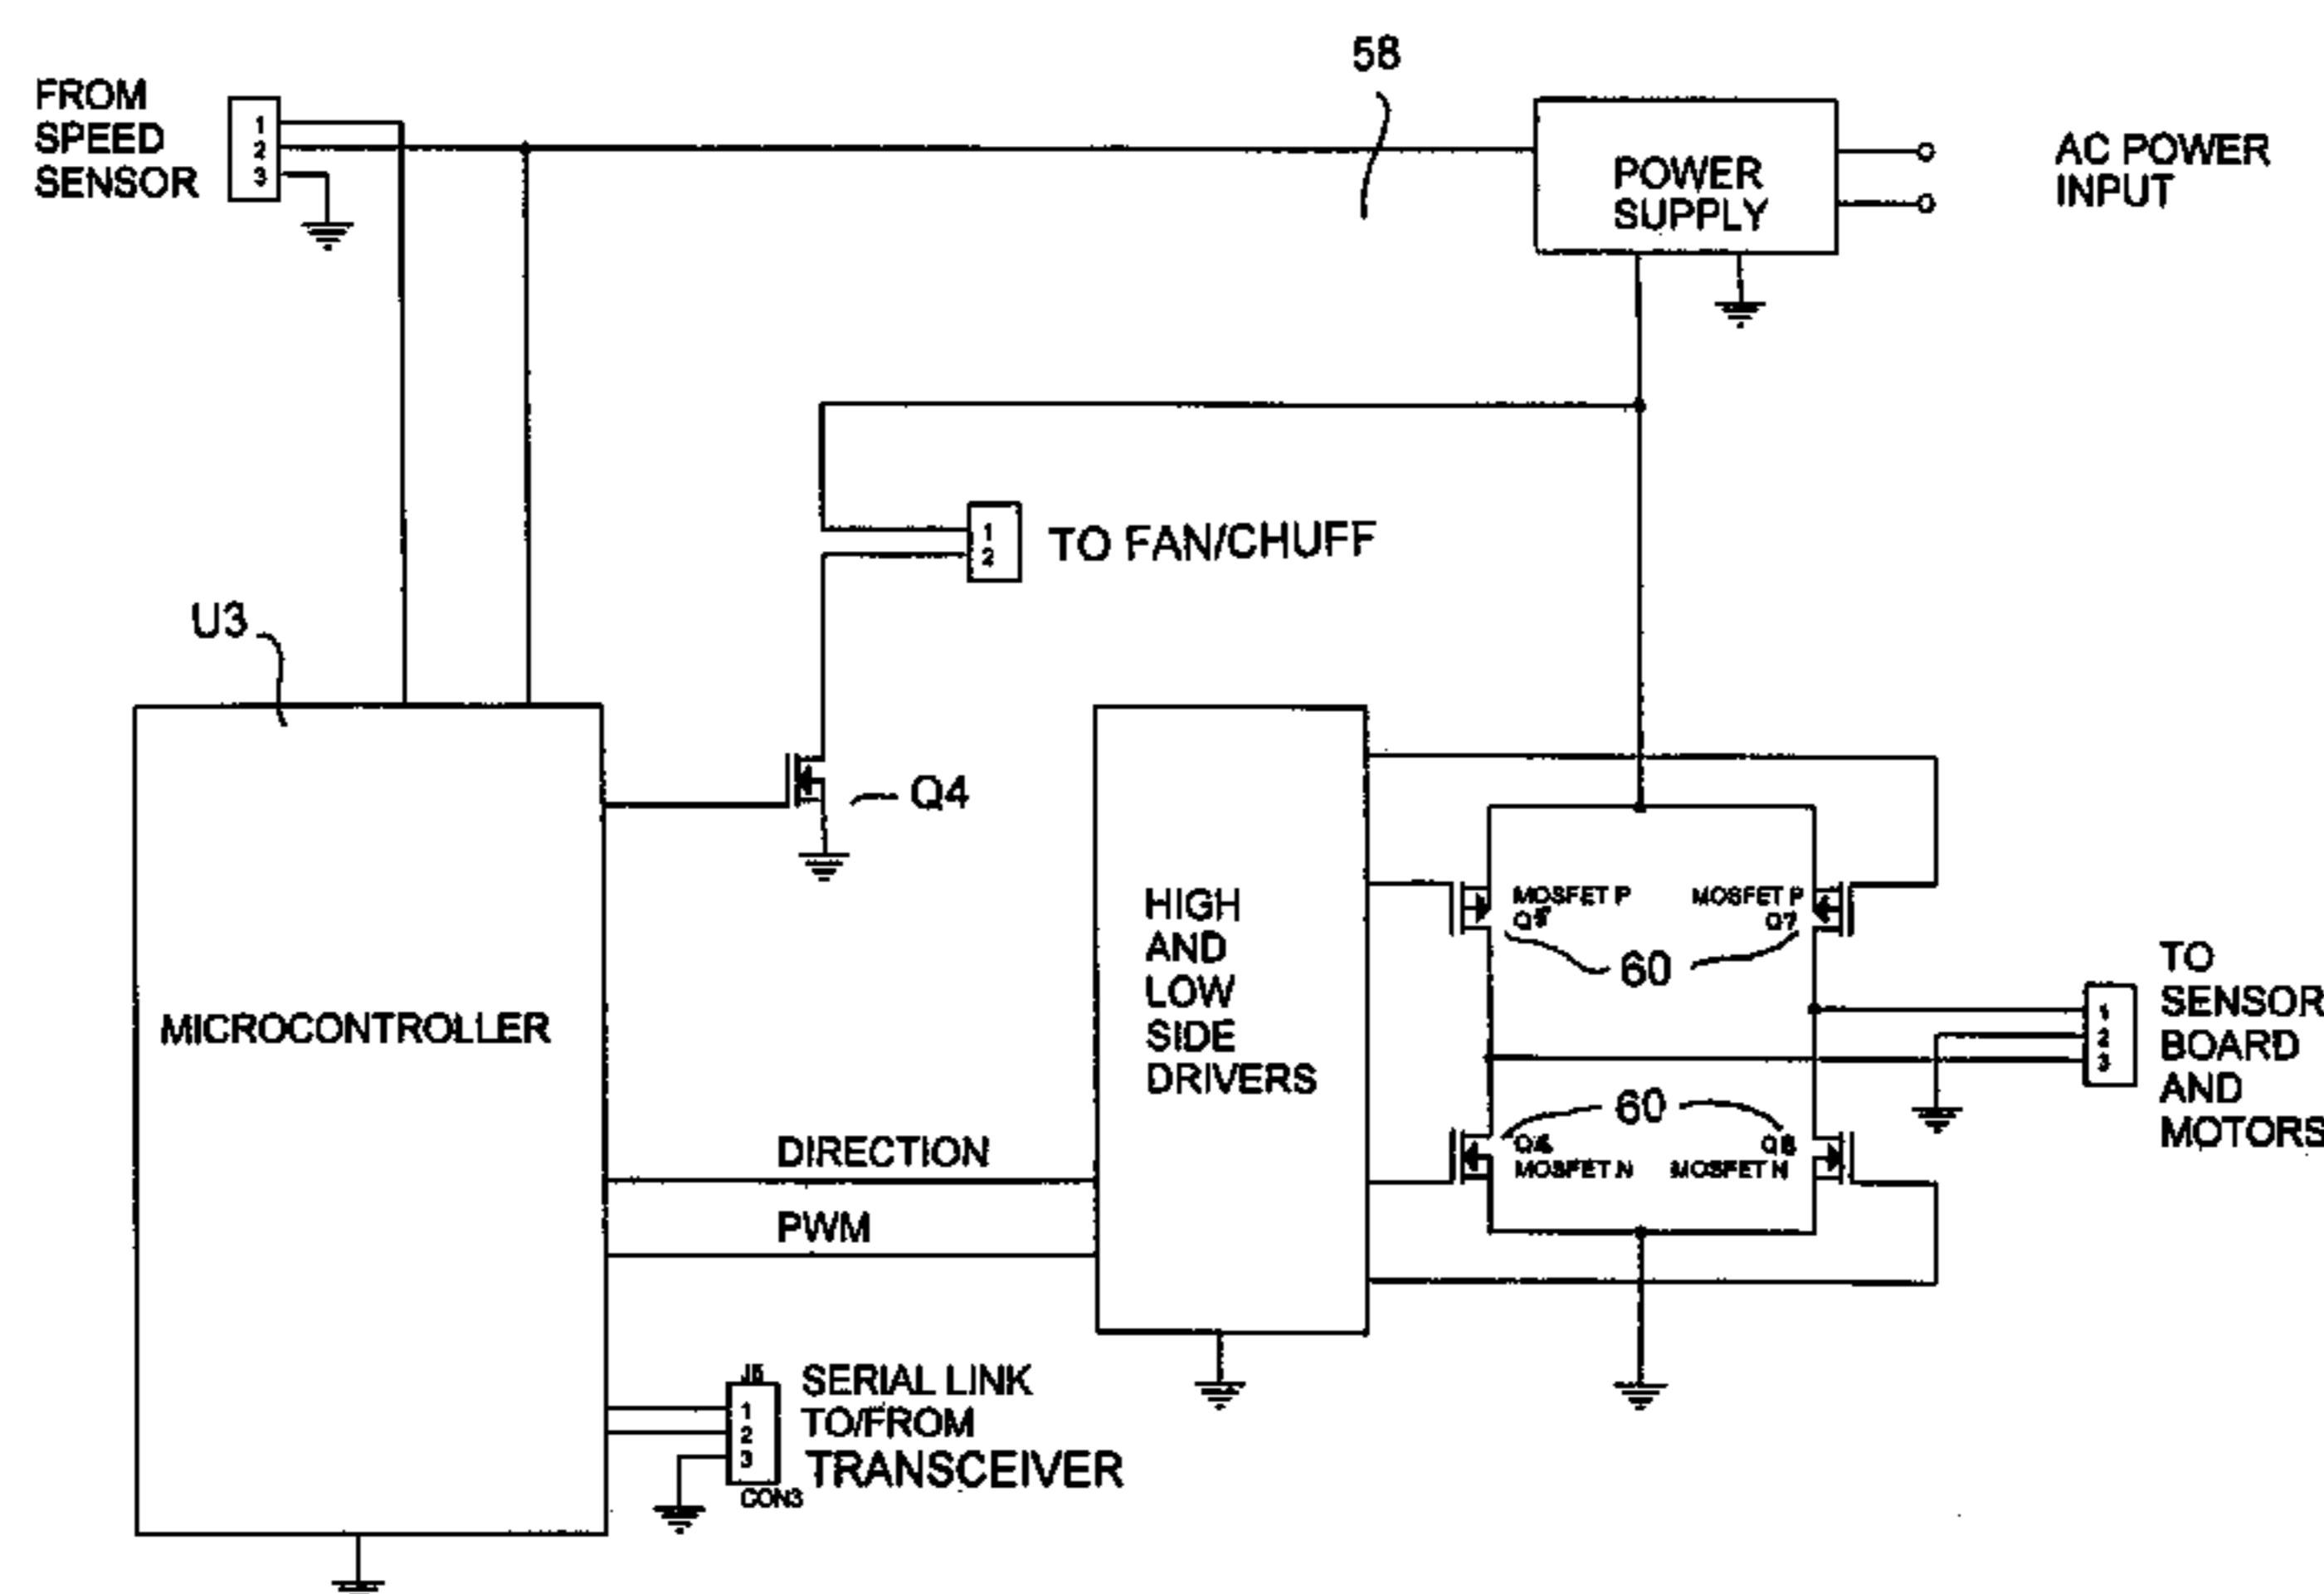 58
FROM
SPEED
SENSOR
1
2
3
POWER
SUPPLY
AC POWER
INPUT
1
2
TO FAN/CHUFF
U3
Q4
MICROCONTROLLER
HIGH
AND
LOW
SIDE
DRIVERS
MOSFET P
MOSFET P
Q7
60
TO
SENSOR
BOARD
AND
MOTORS
1
2
3
60
MOSFET N
MOSFET N
DIRECTION
PWM
J5
1
2
3
CON3
SERIAL LINK
TO/FROM
TRANSCEIVER